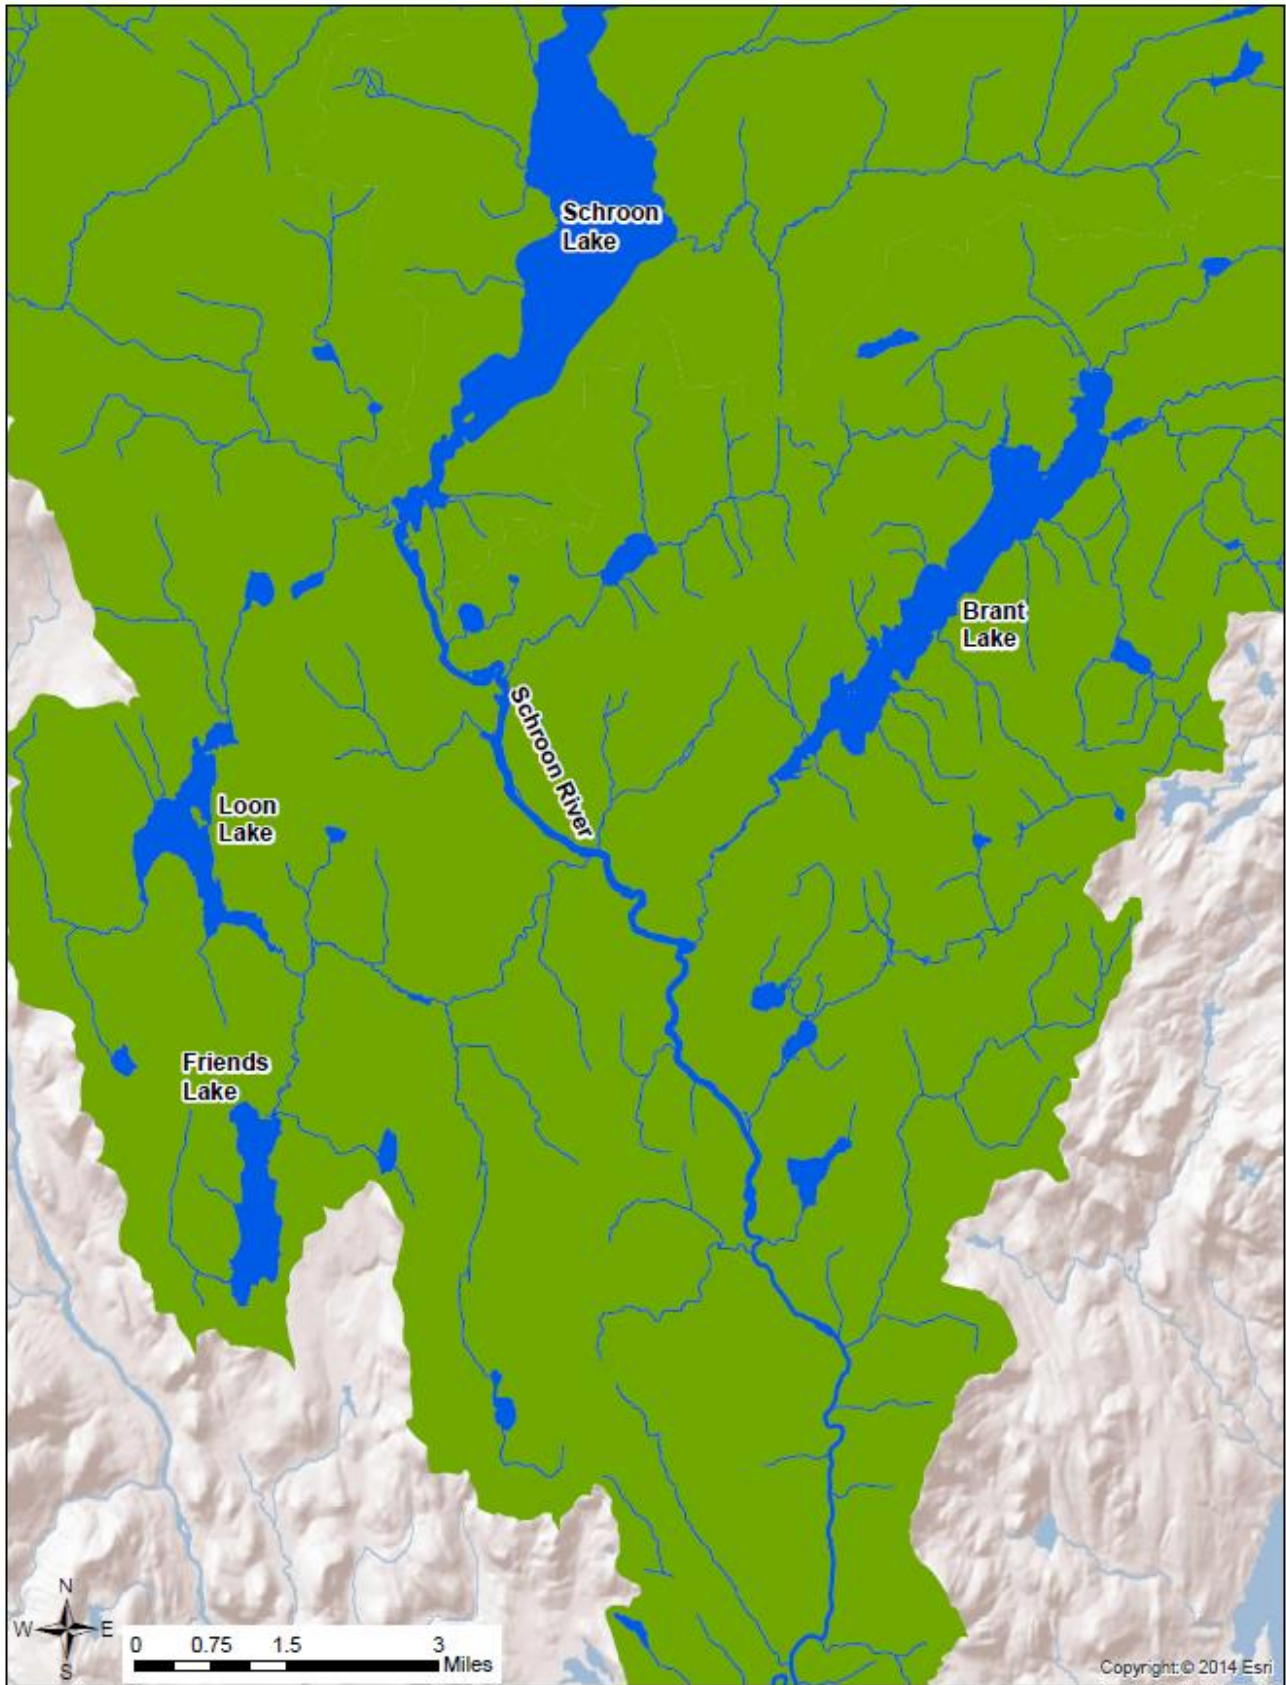 Schroon
Lake
Brant
Lake
Schroon River
Loon
Lake
Friends
Lake
N
W E
S
0 0.75 1.5 3
Miles
Copyright:© 2014 Esri